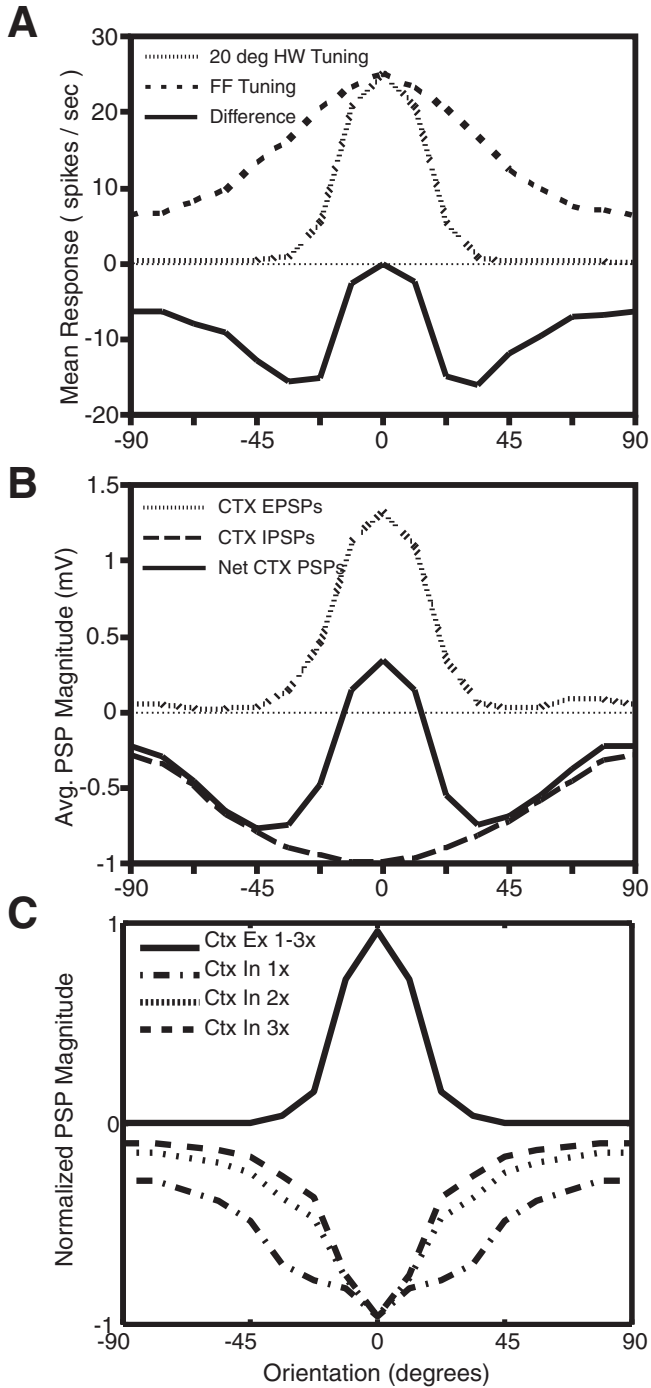 A
Mean Response ( spikes / sec )
30
20
10
0
-10
-20
20 deg HW Tuning
FF Tuning
Difference
-90
-45
0
45
90
B
Avg. PSP Magnitude (mV)
1.5
1
0.5
0
-0.5
-1
CTX EPSPs
CTX IPSPs
Net CTX PSPs
-90
-45
0
45
90
C
Normalized PSP Magnitude
1
0
-1
Ctx Ex 1-3x
Ctx In 1x
Ctx In 2x
Ctx In 3x
-90
-45
0
45
90
Orientation (degrees)